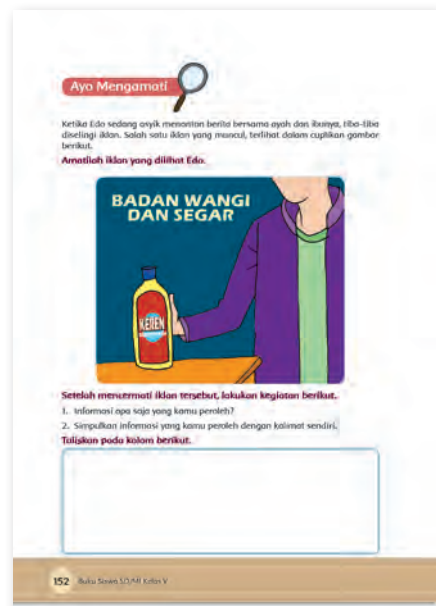 Ayo Mengamati
Ketika Edo sedang asyik menonton berita bersama ayah dan ibunya, tiba-tiba
diselingi iklan. Salah satu iklan yang muncul, terlihat dalam cuplikan gambar
berikut.
Amatilah iklan yang dilihat Edo.
BADAN WANGI
DAN SEGAR
KEREN
Setelah mencermati iklan tersebut, lakukan kegiatan berikut.
1. Informasi apa saja yang kamu peroleh?
2. Simpulkan informasi yang kamu peroleh dengan kalimat sendiri.
Tuliskan pada kolom berikut.
152 Buku Siswa SD/MI Kelas V